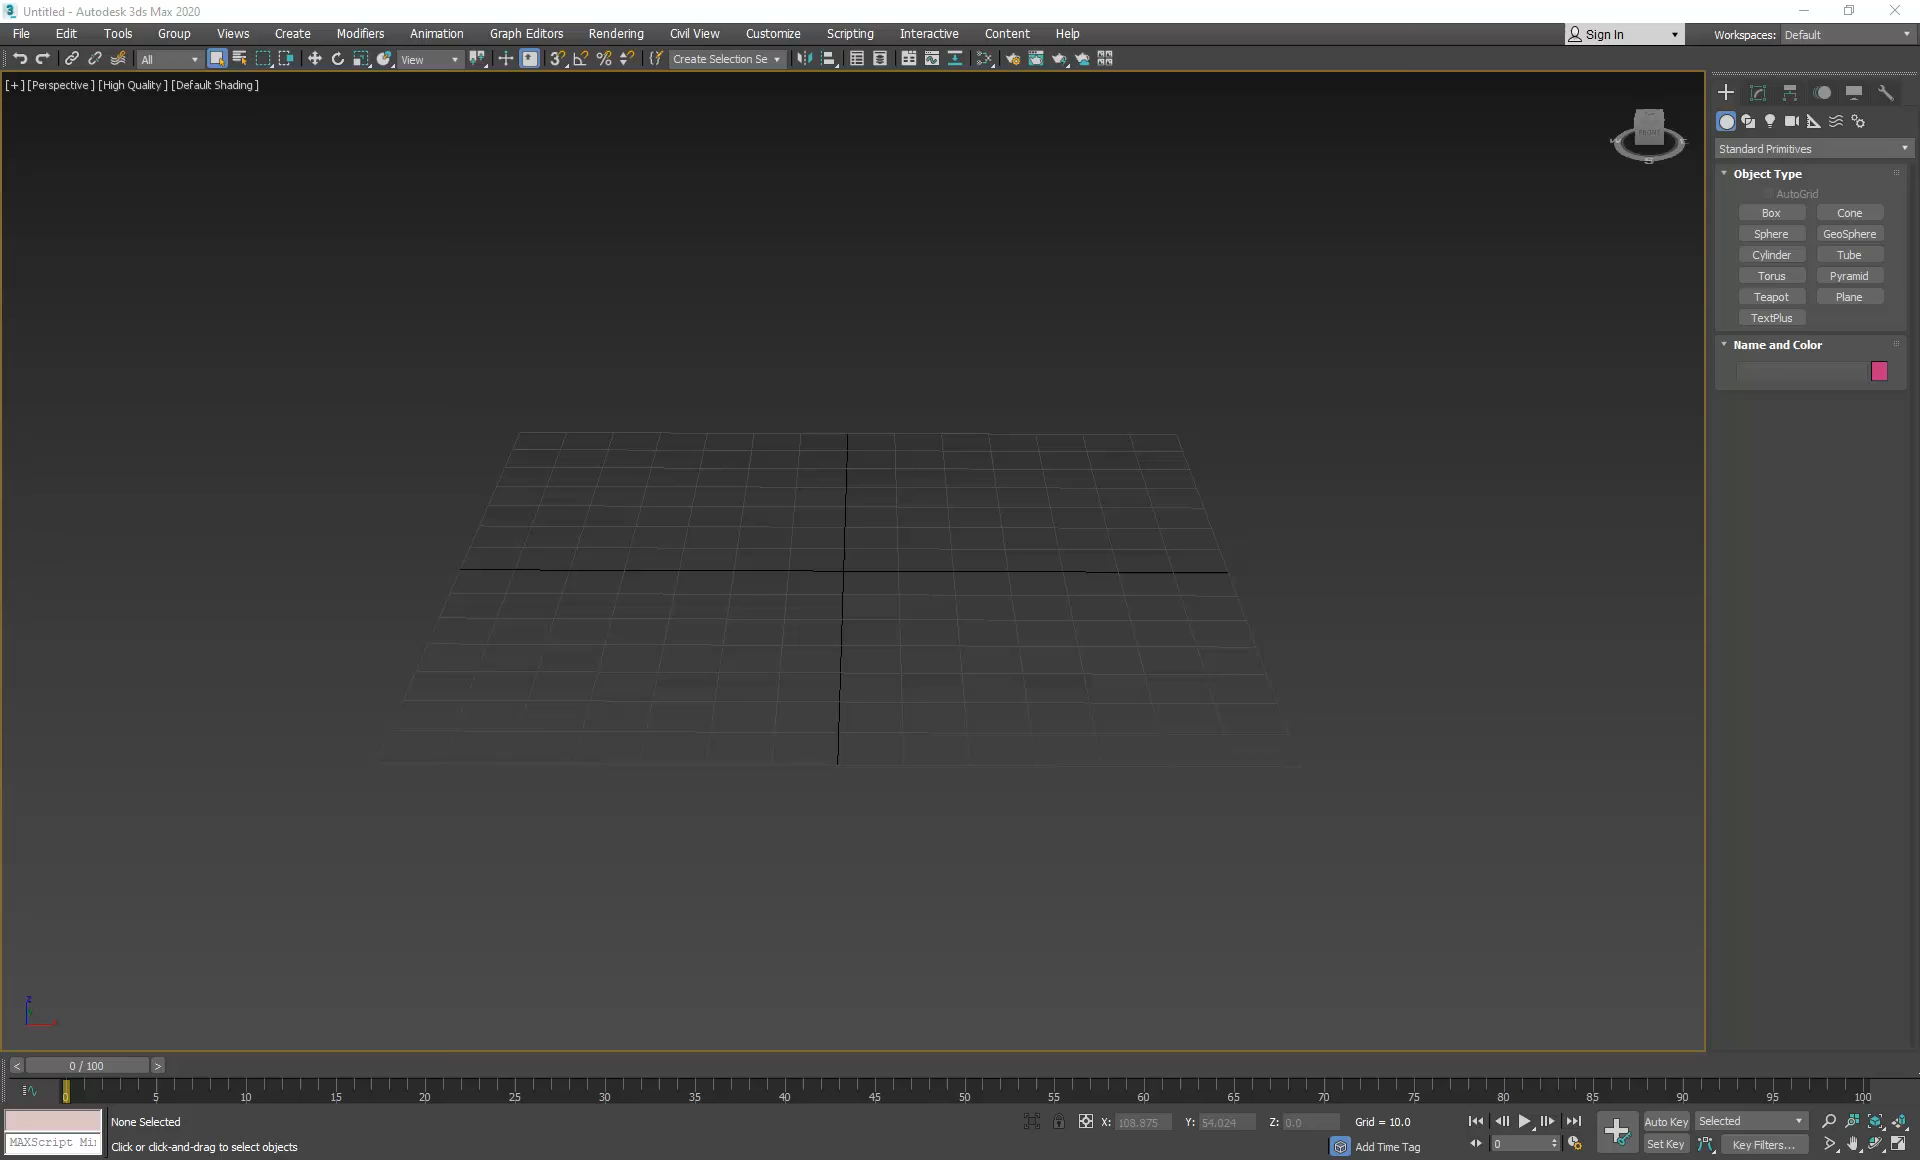 Untitled - Autodesk 3ds Max 2020
File Edit Tools Group Views Create Modifiers Animation Graph Editors Rendering Civil View Customize Scripting Interactive Content Help Sign In Workspaces: Default
All View Create Selection Se
[+] [Perspective] [High Quality] [Default Shading]
FRONT
S
Standard Primitives
Object Type
AutoGrid
Box Cone
Sphere GeoSphere
Cylinder Tube
Torus Pyramid
Teapot Plane
TextPlus
Name and Color
z
< 0 / 100 >
0 5 10 15 20 25 30 35 40 45 50 55 60 65 70 75 80 85 90 95 100
None Selected X: 108.875 Y: 54.024 Z: 0.0 Grid = 10.0 Auto Key Selected
MAXScript Mi
Click or click-and-drag to select objects Add Time Tag 0 Set Key Key Filters...